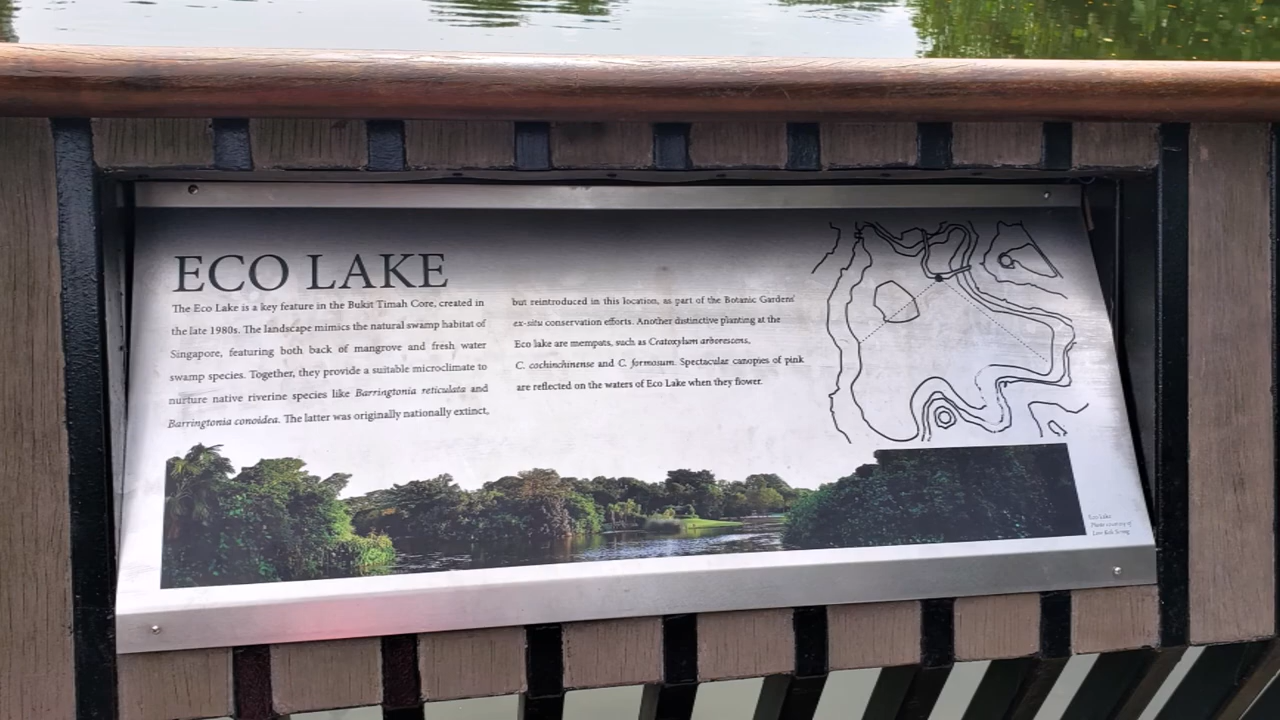 ECO LAKE
The Eco Lake is a key feature in the Bukit Timah Core, created in
the late 1980s. The landscape mimics the natural swamp habitat of
Singapore, featuring both back of mangrove and fresh water
swamp species. Together, they provide a suitable microclimate to
nurture native riverine species like Barringtonia reticulata and
Barringtonia conoidea. The latter was originally nationally extinct,
but reintroduced in this location, as part of the Botanic Gardens'
ex-situ conservation efforts. Another distinctive planting at the
Eco lake are mempats, such as Cratoxylum arborescens,
C. cochinchinense and C. formosum. Spectacular canopies of pink
are reflected on the waters of Eco Lake when they flower.
Eco Lake
Photo courtesy of